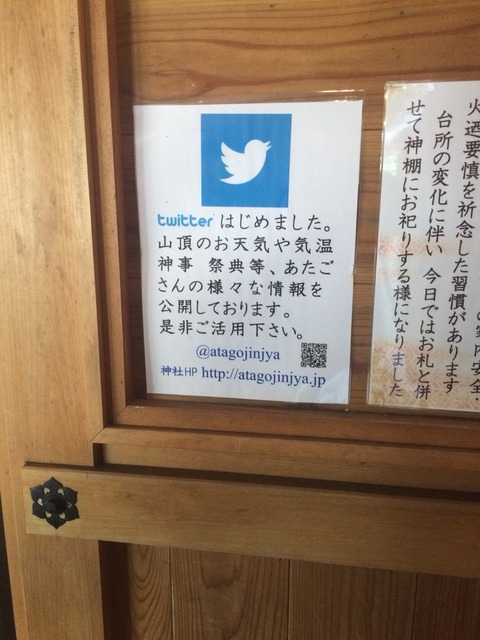 twitter はじめました。
山頂のお天気や気温
神事 祭典等、あたご
さんの様々な情報を
公開しております。
是非ご活用下さい。
@atagojinjya
神社HP http://atagojinjya.jp
火迺要慎を祈念した習慣があります
台所の変化に伴い 今日ではお札と併
せて神棚にお祀りする様になりました